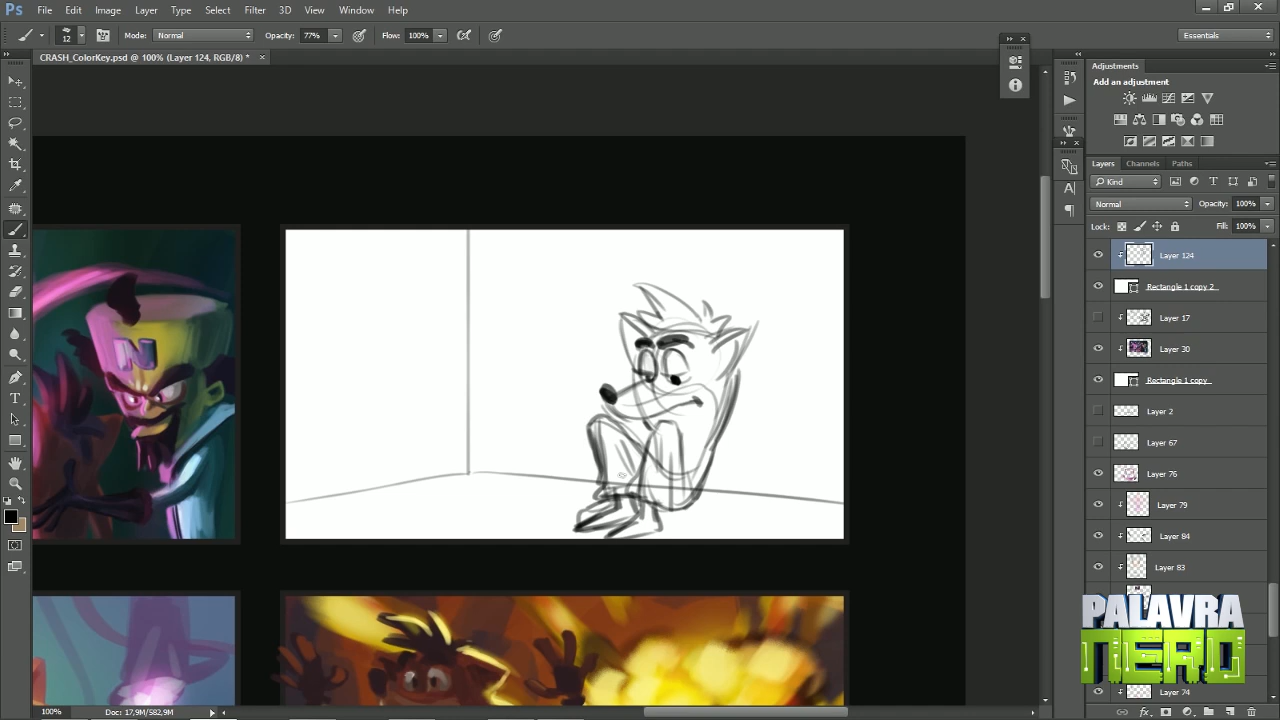 Ps File Edit Image Layer Type Select Filter 3D View Window Help
12 Mode: Normal Opacity: 77% Flow: 100% Essentials
CRASH_ColorKey.psd @ 100% (Layer 124, RGB/8) * ×
Adjustments
Add an adjustment
Layers Channels Paths
Kind
Normal Opacity: 100%
Lock: Fill: 100%
Layer 124
Rectangle 1 copy 2
Layer 17
Layer 30
Rectangle 1 copy
Layer 2
Layer 67
Layer 76
Layer 79
Layer 84
Layer 83
N
PALAVRA
NERD
Layer 74
100% Doc: 17,9M/582,9M